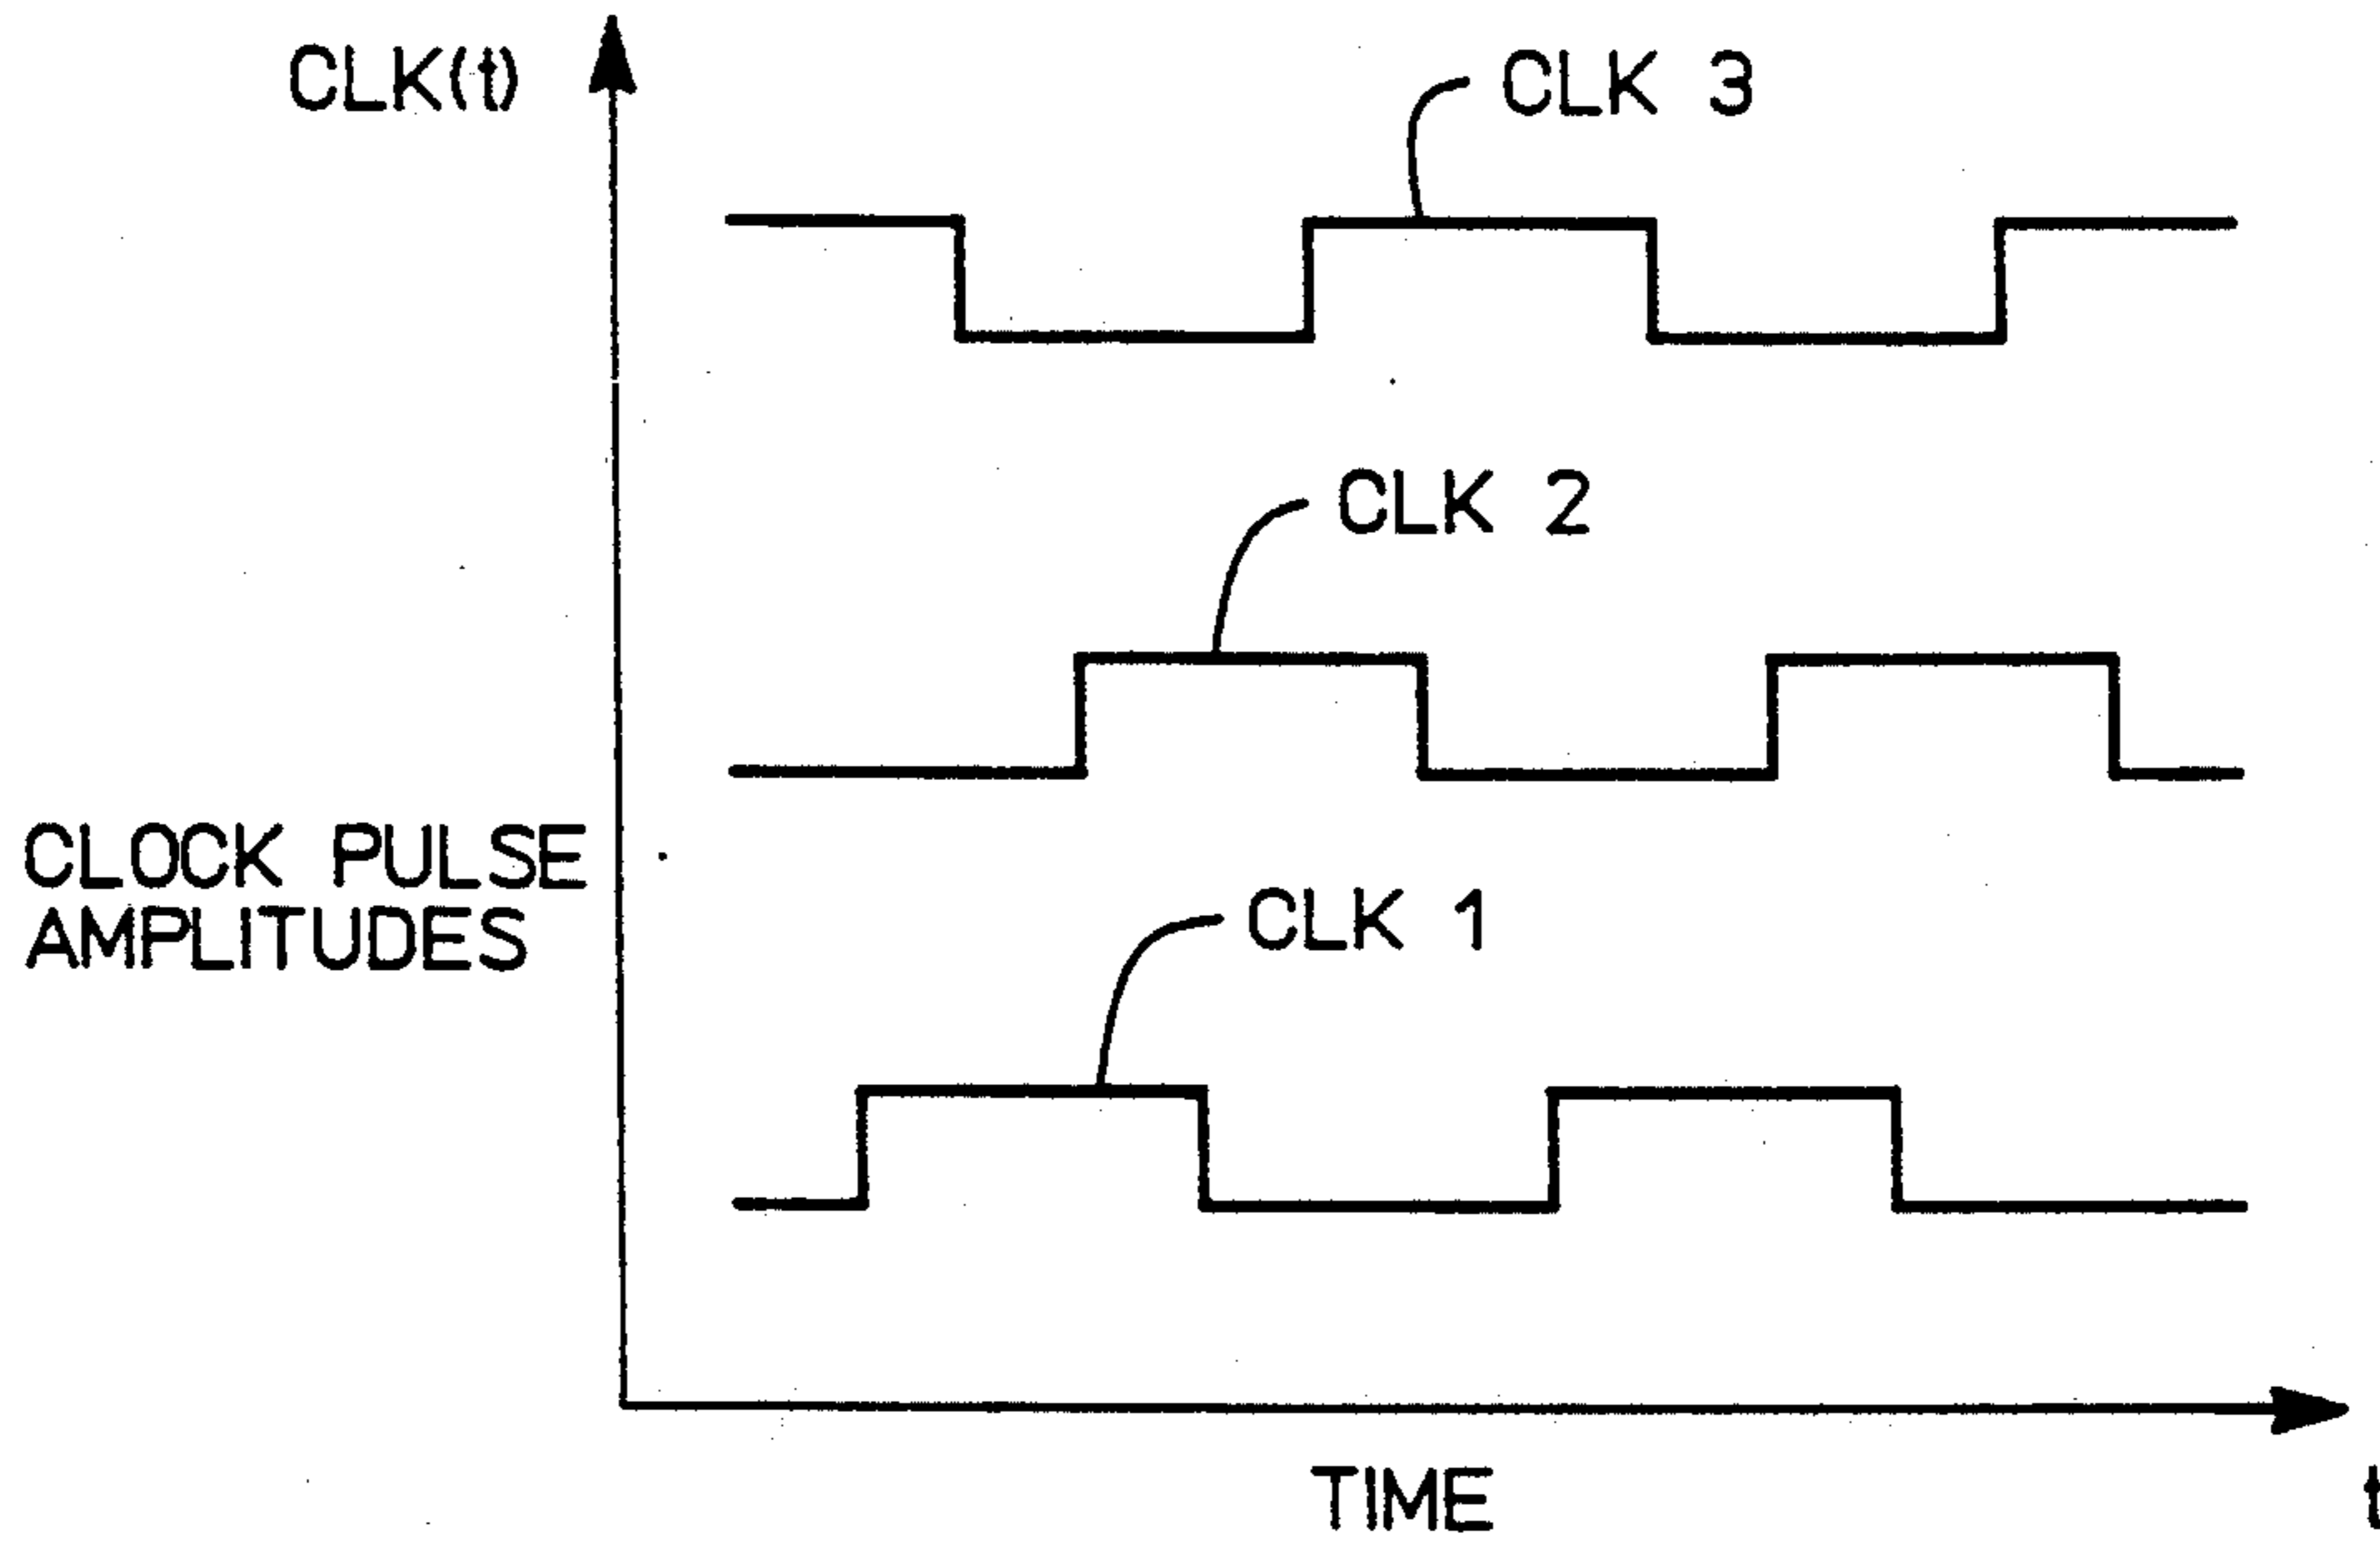 CLK(t)
CLK 3
CLK 2
CLOCK PULSE
AMPLITUDES
CLK 1
TIME
t